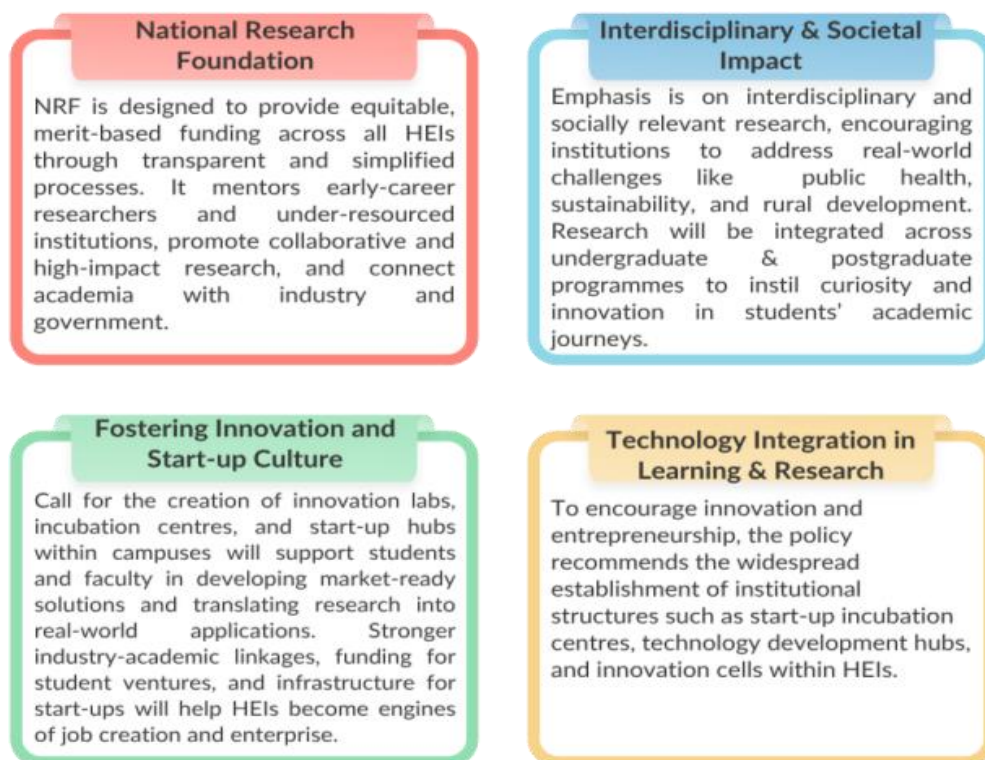 National Research
Foundation
NRF is designed to provide equitable,
merit-based funding across all HEIs
through transparent and simplified
processes. It mentors early-career
researchers and under-resourced
institutions, promote collaborative and
high-impact research, and connect
academia with industry and
government.
Interdisciplinary & Societal
Impact
Emphasis is on interdisciplinary and
socially relevant research, encouraging
institutions to address real-world
challenges like public health,
sustainability, and rural development.
Research will be integrated across
undergraduate & postgraduate
programmes to instil curiosity and
innovation in students' academic
journeys.
Fostering Innovation and
Start-up Culture
Call for the creation of innovation labs,
incubation centres, and start-up hubs
within campuses will support students
and faculty in developing market-ready
solutions and translating research into
real-world applications. Stronger
industry-academic linkages, funding for
student ventures, and infrastructure for
start-ups will help HEIs become engines
of job creation and enterprise.
Technology Integration in
Learning & Research
To encourage innovation and
entrepreneurship, the policy
recommends the widespread
establishment of institutional
structures such as start-up incubation
centres, technology development hubs,
and innovation cells within HEIs.